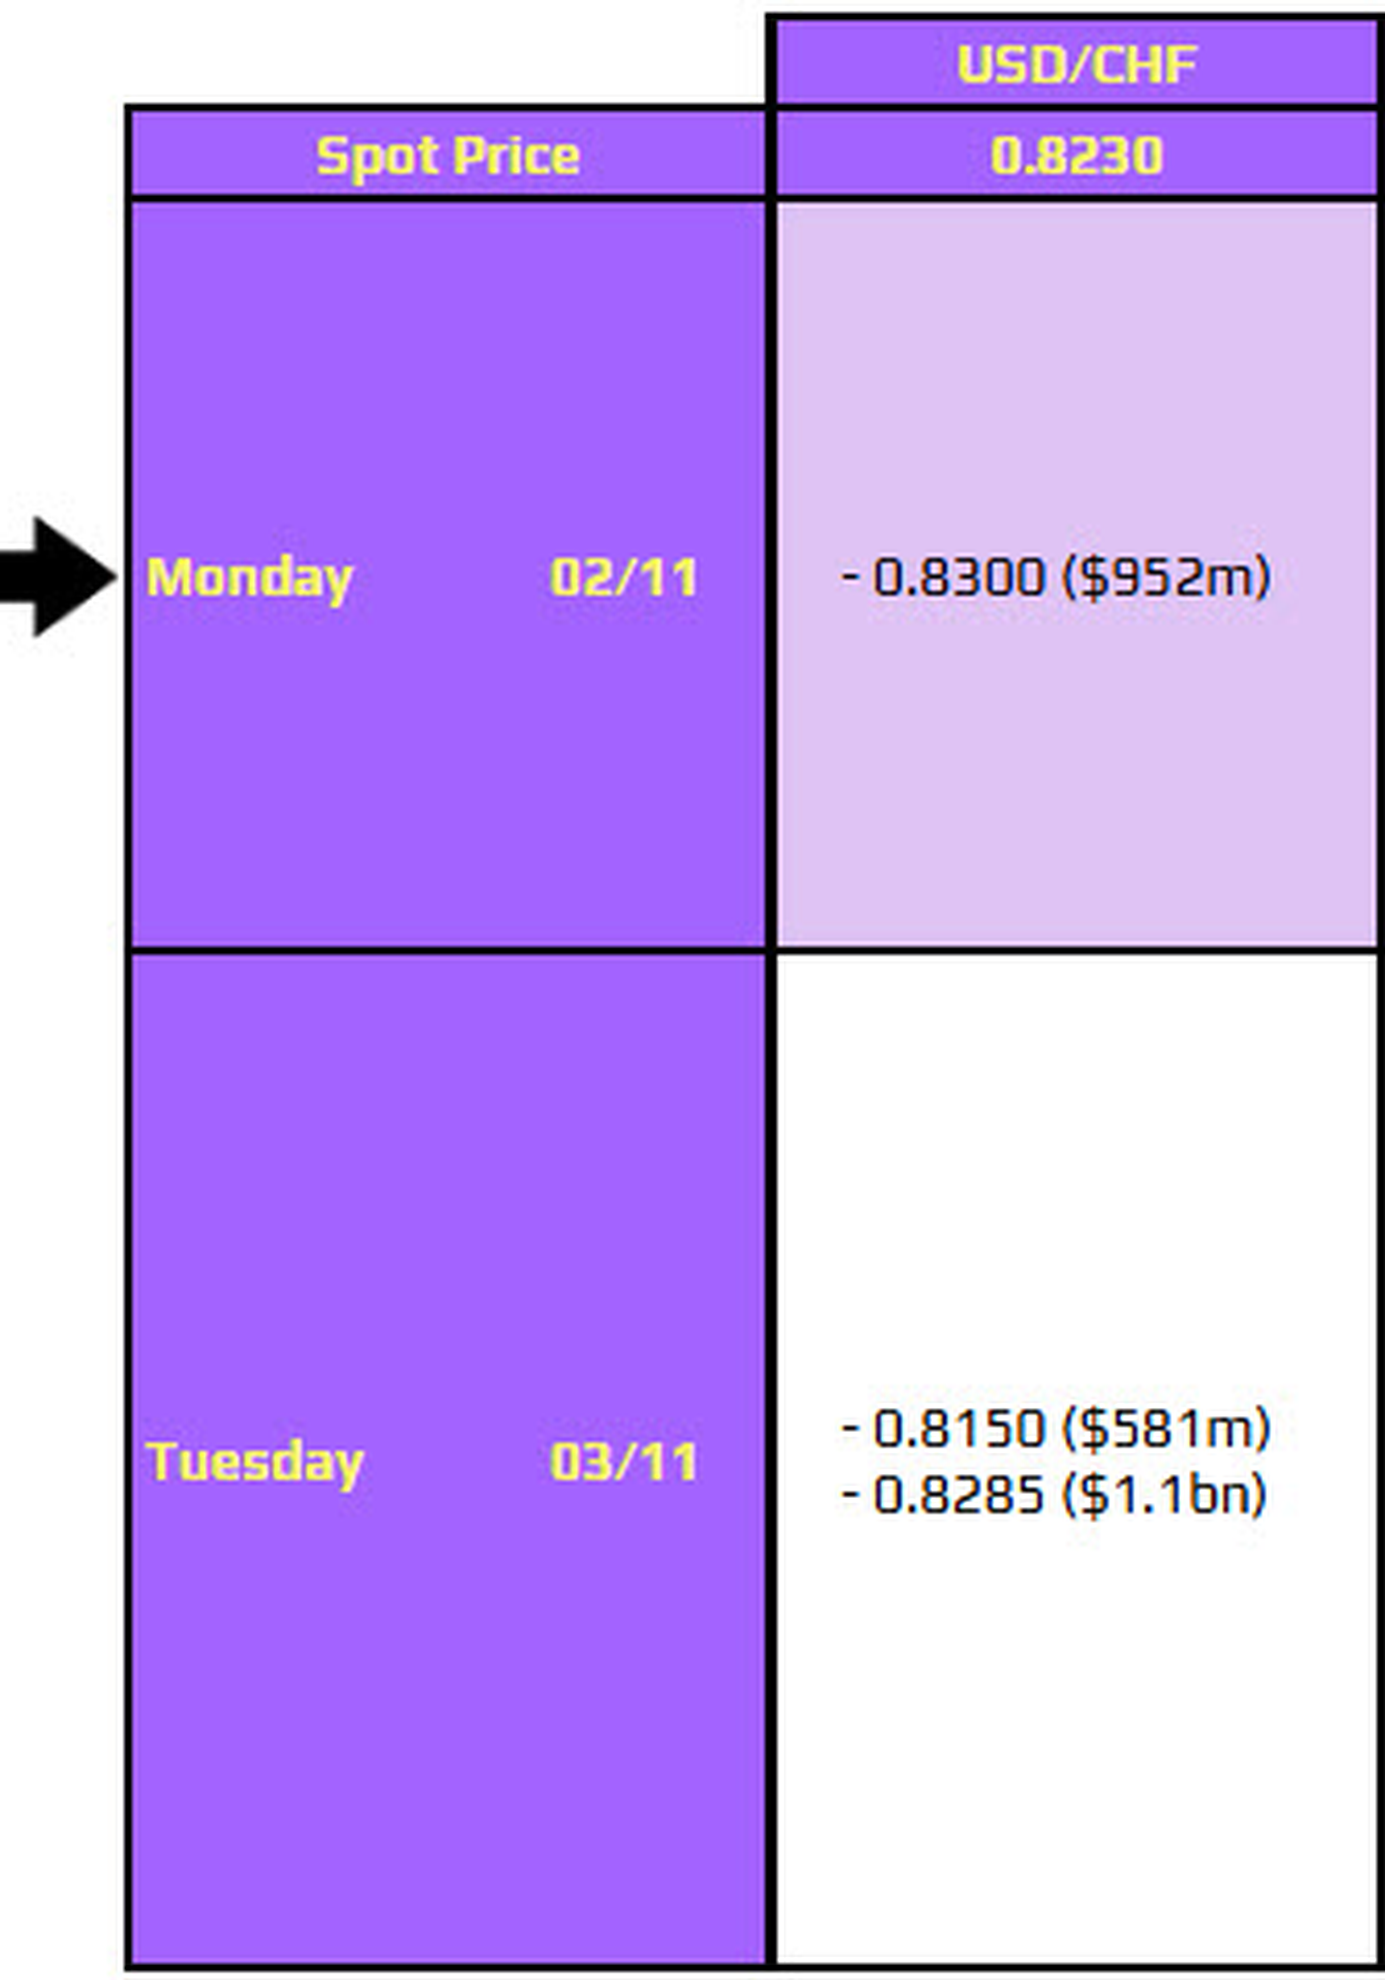 USD/CHF
Spot Price 0.8230
Monday 02/11 - 0.8300 ($952m)
- 0.8150 ($581m)
Tuesday 03/11
- 0.8285 ($1.1bn)